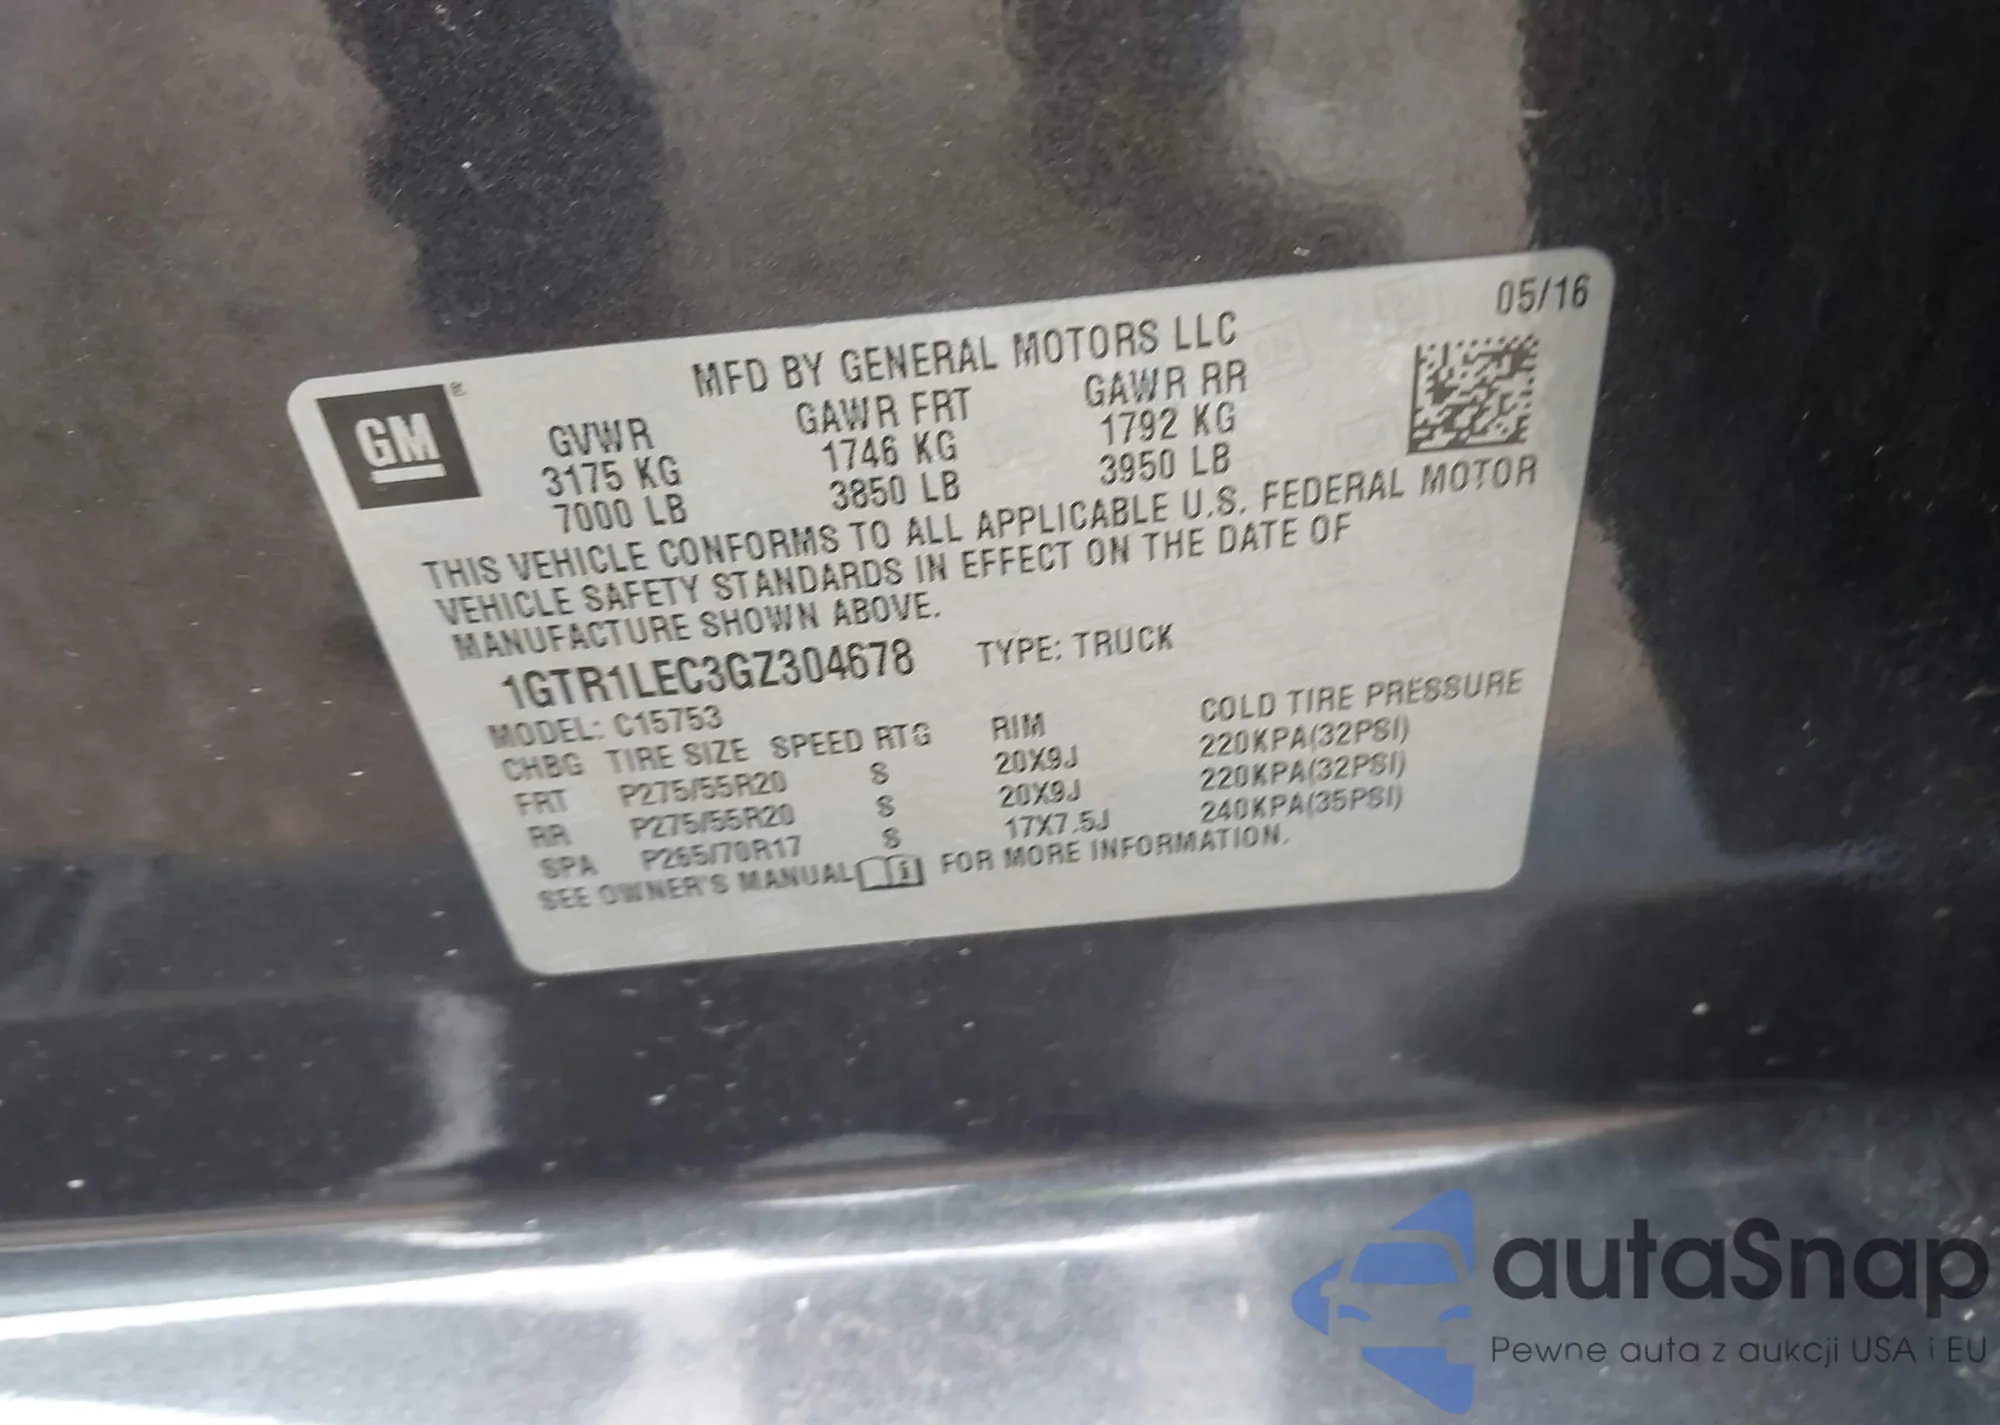 05/16
MFD BY GENERAL MOTORS LLC
GM
GVWR GAWR FRT GAWR RR
3175 KG 1746 KG 1792 KG
7000 LB 3850 LB 3950 LB
THIS VEHICLE CONFORMS TO ALL APPLICABLE U.S. FEDERAL MOTOR
VEHICLE SAFETY STANDARDS IN EFFECT ON THE DATE OF
MANUFACTURE SHOWN ABOVE.
1GTR1LEC3GZ304678 TYPE: TRUCK
MODEL: C15753
CHBG TIRE SIZE SPEED RTG RIM COLD TIRE PRESSURE
FRT P275/55R20 S 20X9J 220KPA(32PSI)
RR P275/55R20 S 20X9J 220KPA(32PSI)
SPA P265/70R17 S 17X7.5J 240KPA(35PSI)
SEE OWNER'S MANUAL FOR MORE INFORMATION.
autaSnap
Pewne auta z aukcji USA i EU